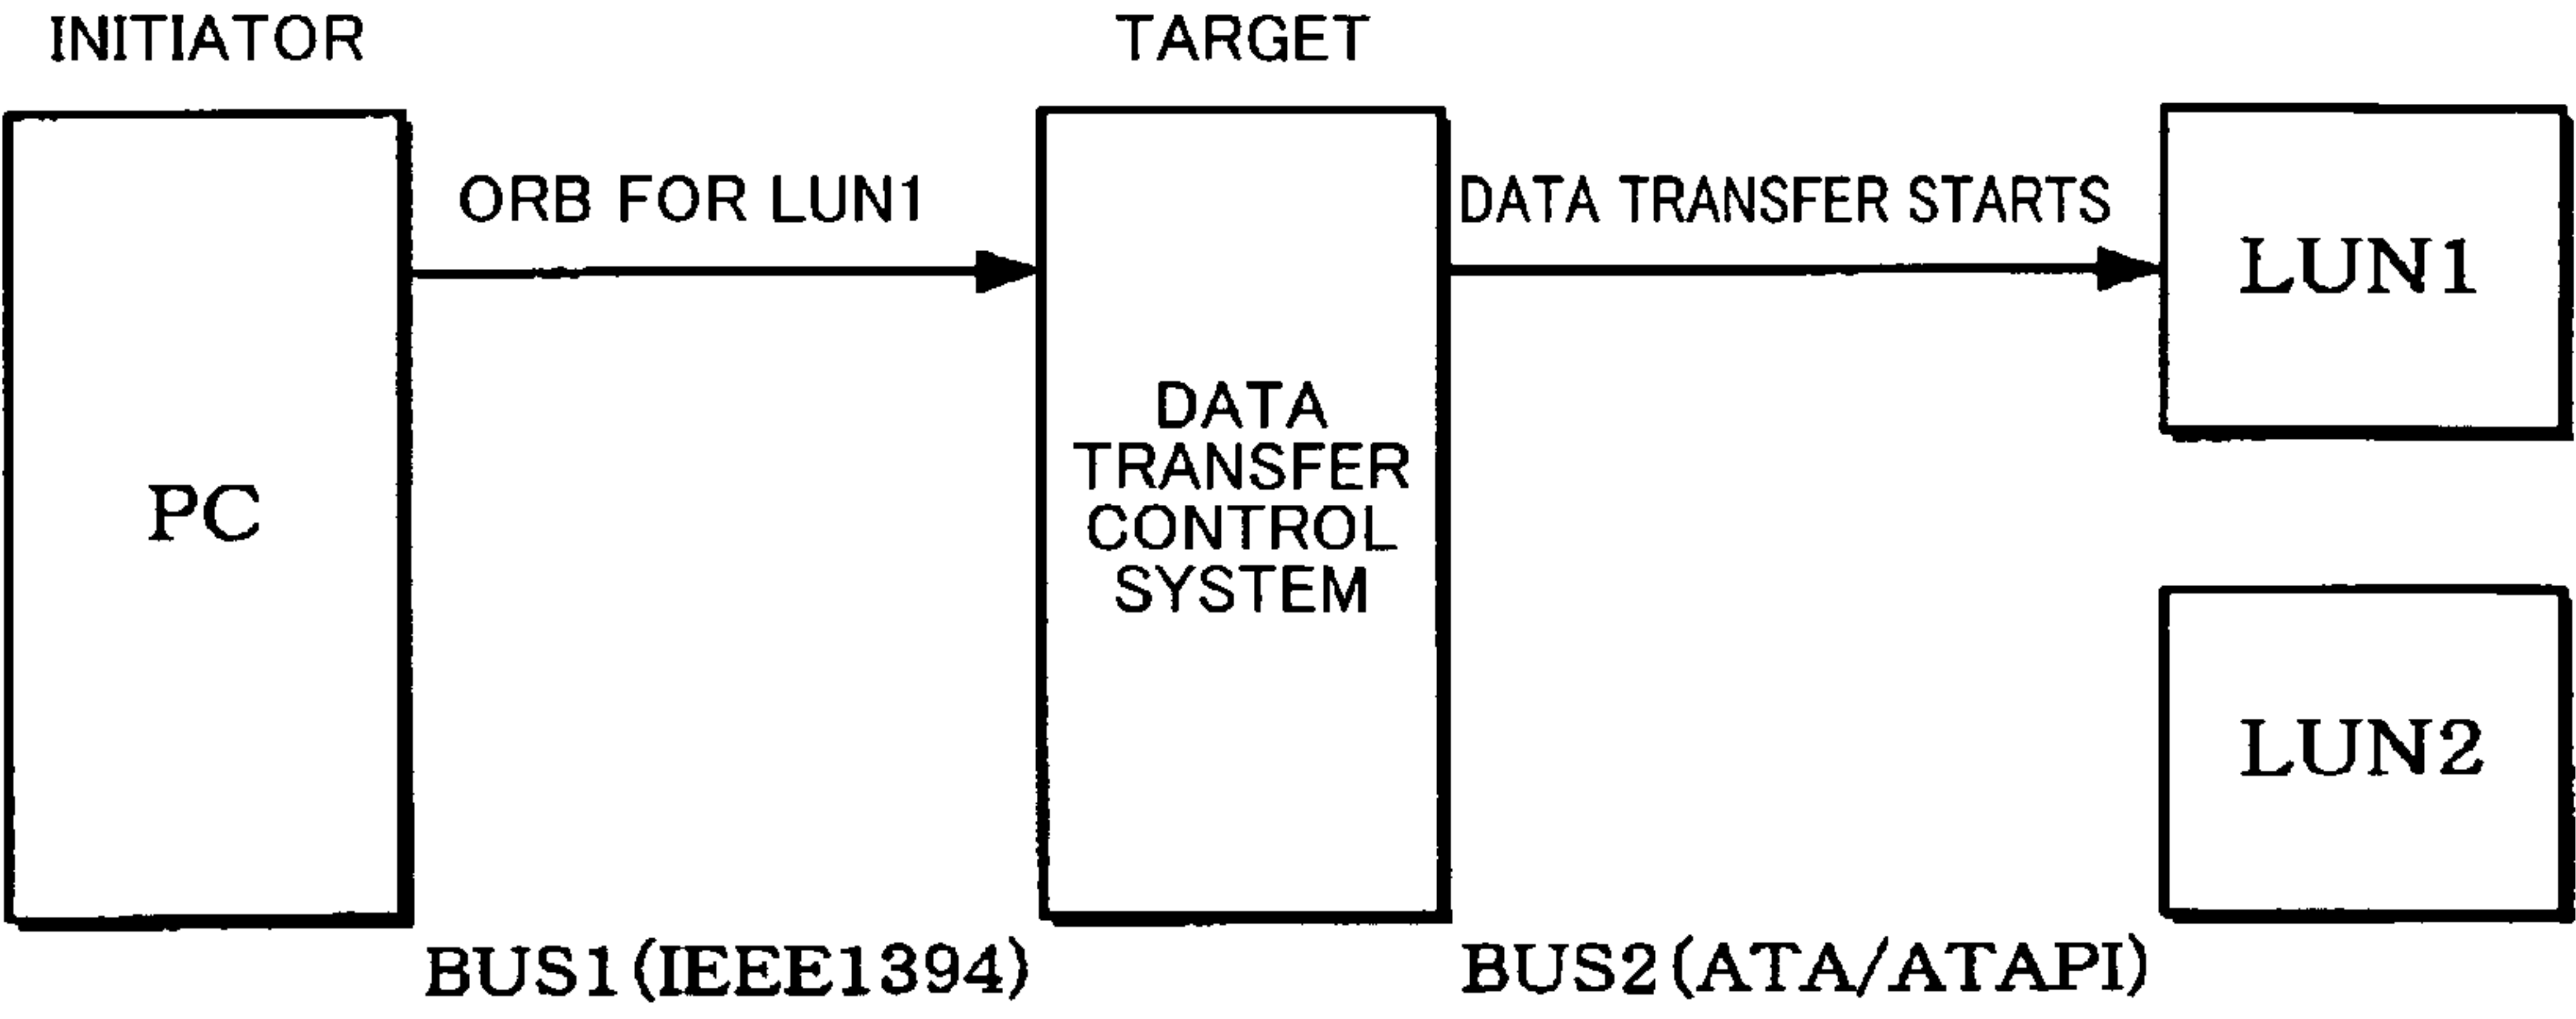 INITIATOR
TARGET
ORB FOR LUN1
DATA TRANSFER STARTS
LUN1
PC
DATA
TRANSFER
CONTROL
SYSTEM
LUN2
BUS1(IEEE1394)
BUS2(ATA/ATAPI)